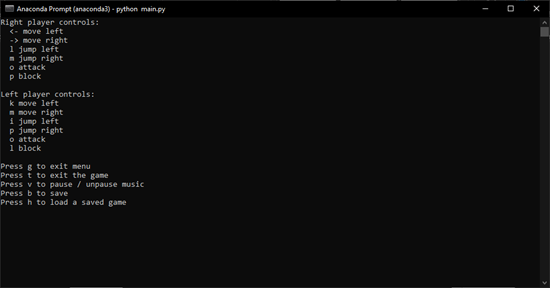 Anaconda Prompt (anaconda3) - python  main.py
Right player controls:
  <- move left
  -> move right
  l jump left
  m jump right
  o attack
  p block

Left player controls:
  k move left
  m move right
  i jump left
  p jump right
  o attack
  l block

Press g to exit menu
Press t to exit the game
Press v to pause / unpause music
Press b to save
Press h to load a saved game